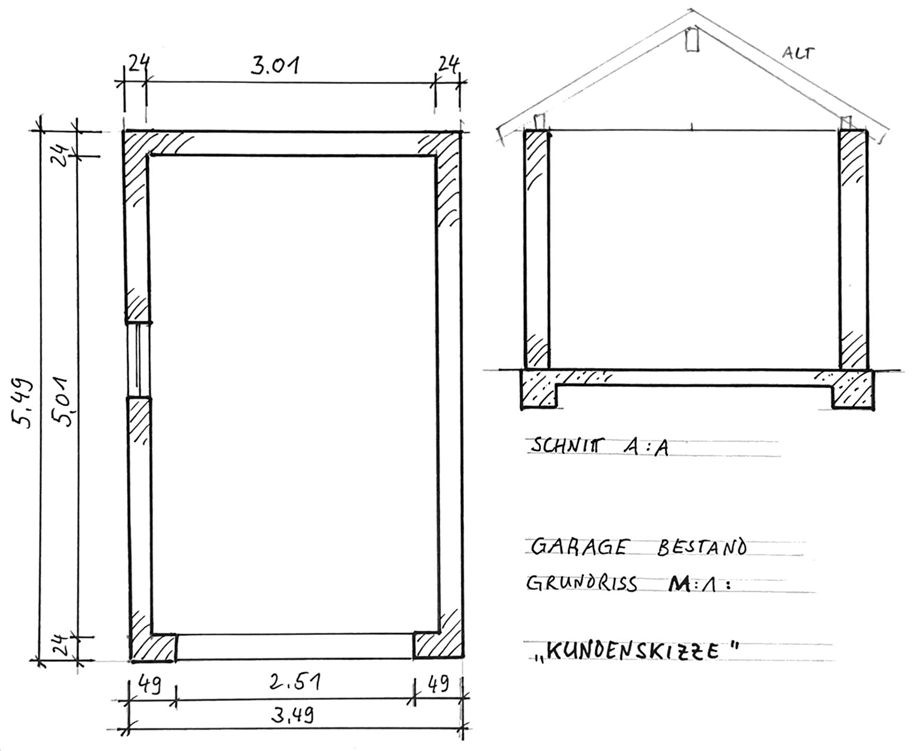 24 3.01 24
ALT
24
5.49
5.01
24
49 2.51 49
3.49
SCHNITT A:A
GARAGE BESTAND
GRUNDRISS M:1:
„KUNDENSKIZZE"